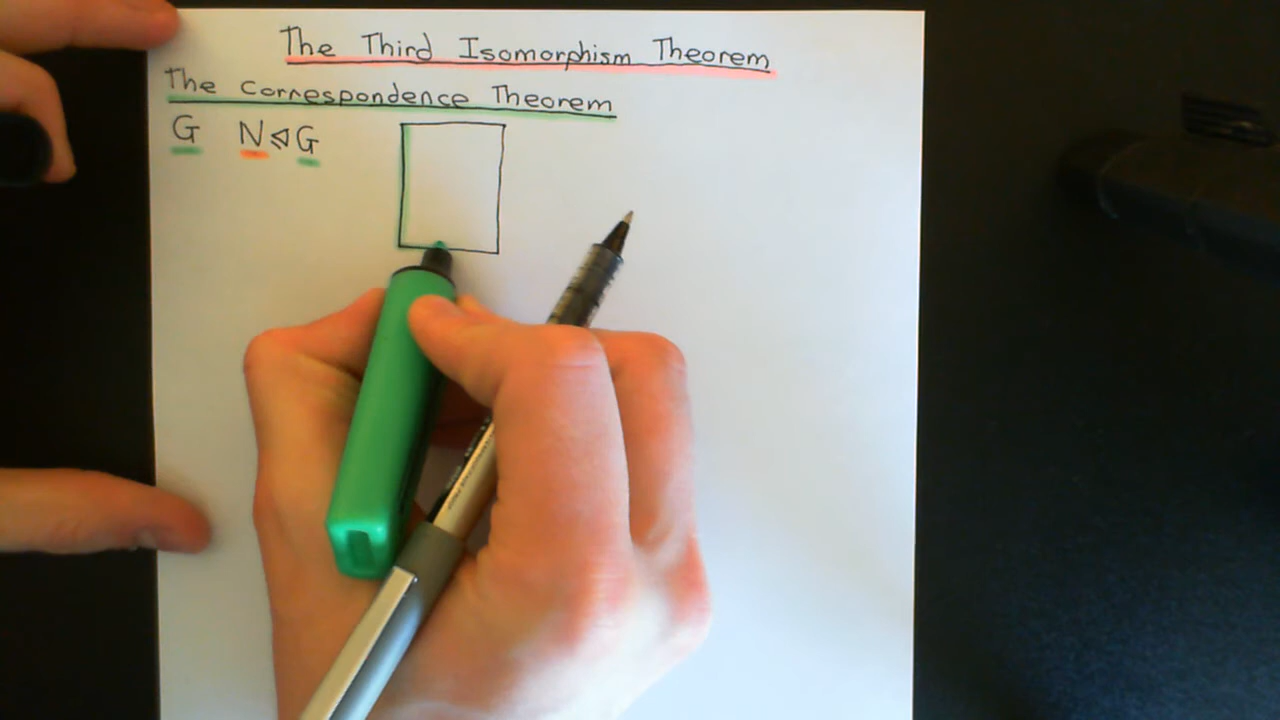 The Third Isomorphism Theorem
The Correspondence Theorem
G N ⊲ G